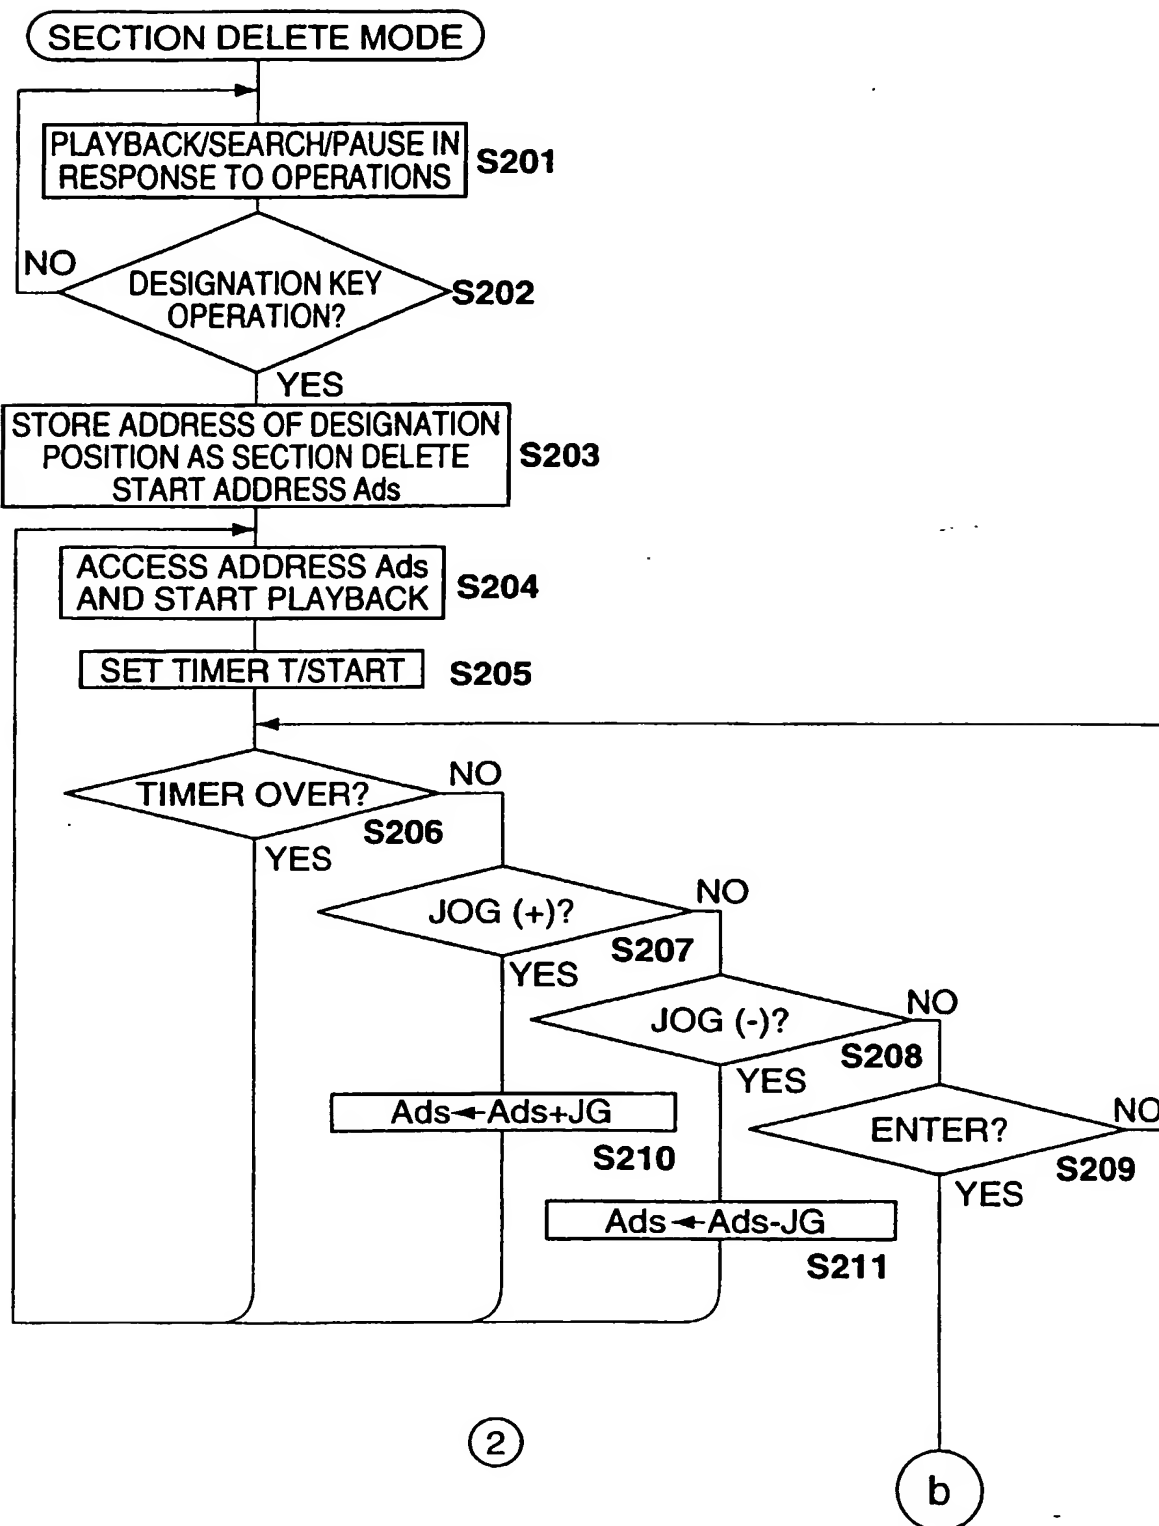 SECTION DELETE MODE
PLAYBACK/SEARCH/PAUSE IN
RESPONSE TO OPERATIONS
S201
NO
DESIGNATION KEY
OPERATION?
S202
YES
STORE ADDRESS OF DESIGNATION
POSITION AS SECTION DELETE
START ADDRESS Ads
S203
ACCESS ADDRESS Ads
AND START PLAYBACK
S204
SET TIMER T/START
S205
TIMER OVER?
NO
S206
YES
JOG (+)?
NO
S207
YES
JOG (-)?
NO
S208
YES
Ads←Ads+JG
S210
ENTER?
NO
S209
YES
Ads←Ads-JG
S211
2
b